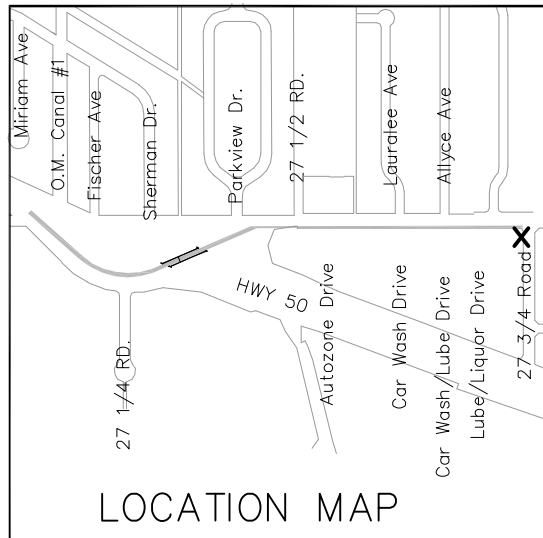 Miriam Ave
O.M. Canal #1
Fischer Ave
Sherman Dr.
Parkview Dr.
27 1/2 RD.
Lauralee Ave
Allyce Ave
HWY 50
27 1/4 RD.
Autozone Drive
Car Wash Drive
Car Wash/Lube Drive
Lube/Liquor Drive
27 3/4 Road
X
LOCATION MAP